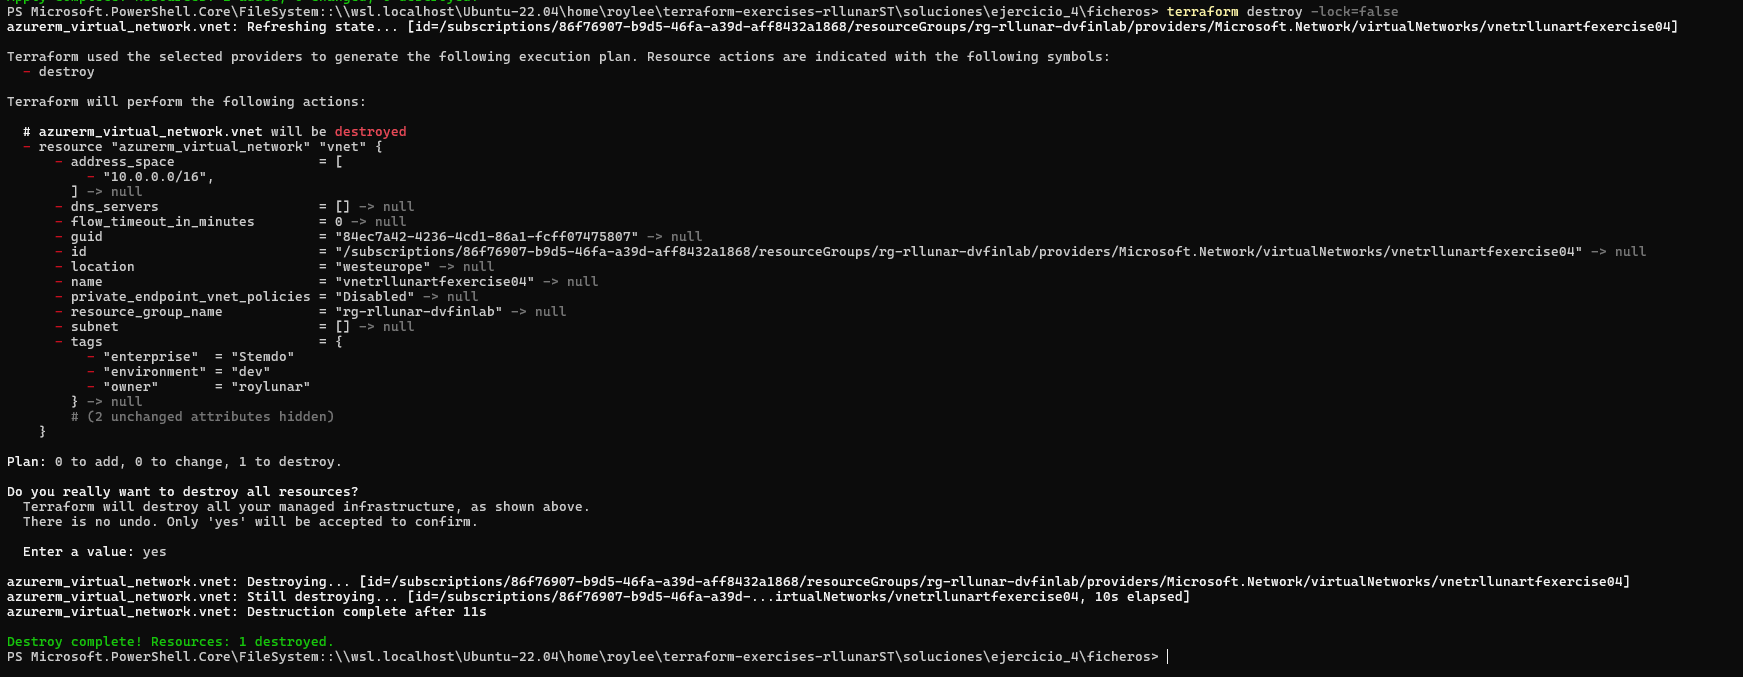 Apply complete! Resources: 1 added, 0 changed, 0 destroyed.
PS Microsoft.PowerShell.Core\FileSystem::\\wsl.localhost\Ubuntu-22.04\home\roylee\terraform-exercises-rllunarST\soluciones\ejercicio_4\ficheros> terraform destroy -lock=false
azurerm_virtual_network.vnet: Refreshing state... [id=/subscriptions/86f76907-b9d5-46fa-a39d-aff8432a1868/resourceGroups/rg-rllunar-dvfinlab/providers/Microsoft.Network/virtualNetworks/vnetrllunartfexercise04]
Terraform used the selected providers to generate the following execution plan. Resource actions are indicated with the following symbols:
  - destroy
Terraform will perform the following actions:
  # azurerm_virtual_network.vnet will be destroyed
  - resource "azurerm_virtual_network" "vnet" {
      - address_space                  = [
          - "10.0.0.0/16",
        ] -> null
      - dns_servers                    = [] -> null
      - flow_timeout_in_minutes        = 0 -> null
      - guid                           = "84ec7a42-4236-4cd1-86a1-fcff07475807" -> null
      - id                             = "/subscriptions/86f76907-b9d5-46fa-a39d-aff8432a1868/resourceGroups/rg-rllunar-dvfinlab/providers/Microsoft.Network/virtualNetworks/vnetrllunartfexercise04" -> null
      - location                       = "westeurope" -> null
      - name                           = "vnetrllunartfexercise04" -> null
      - private_endpoint_vnet_policies = "Disabled" -> null
      - resource_group_name            = "rg-rllunar-dvfinlab" -> null
      - subnet                         = [] -> null
      - tags                           = {
          - "enterprise"  = "Stemdo"
          - "environment" = "dev"
          - "owner"       = "roylunar"
        } -> null
        # (2 unchanged attributes hidden)
    }
Plan: 0 to add, 0 to change, 1 to destroy.
Do you really want to destroy all resources?
  Terraform will destroy all your managed infrastructure, as shown above.
  There is no undo. Only 'yes' will be accepted to confirm.
  Enter a value: yes
azurerm_virtual_network.vnet: Destroying... [id=/subscriptions/86f76907-b9d5-46fa-a39d-aff8432a1868/resourceGroups/rg-rllunar-dvfinlab/providers/Microsoft.Network/virtualNetworks/vnetrllunartfexercise04]
azurerm_virtual_network.vnet: Still destroying... [id=/subscriptions/86f76907-b9d5-46fa-a39d-...irtualNetworks/vnetrllunartfexercise04, 10s elapsed]
azurerm_virtual_network.vnet: Destruction complete after 11s
Destroy complete! Resources: 1 destroyed.
PS Microsoft.PowerShell.Core\FileSystem::\\wsl.localhost\Ubuntu-22.04\home\roylee\terraform-exercises-rllunarST\soluciones\ejercicio_4\ficheros>